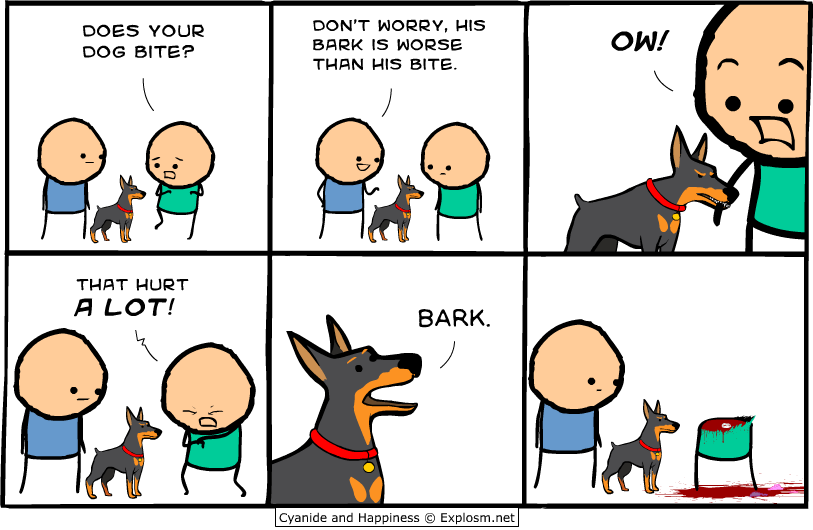 DOES YOUR
DOG BITE?
DON'T WORRY, HIS
BARK IS WORSE
THAN HIS BITE.
OW!
THAT HURT
A LOT!
BARK.
Cyanide and Happiness © Explosm.net